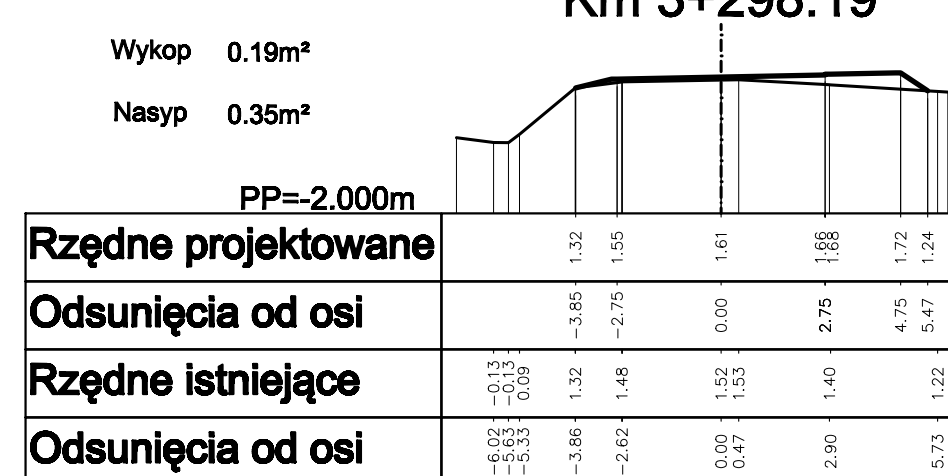 Km 3+298.19
Wykop 0.19m²
Nasyp 0.35m²
PP=-2.000m
Rzędne projektowane 1.32 1.55 1.61 1.66 1.68 1.72 1.24
Odsunięcia od osi -3.85 -2.75 0.00 2.75 4.75 5.47
Rzędne istniejące -0.13 -0.13 0.09 1.32 1.48 1.52 1.53 1.40 1.22
Odsunięcia od osi -6.02 -5.63 -5.33 -3.86 -2.62 0.00 0.47 2.90 5.73